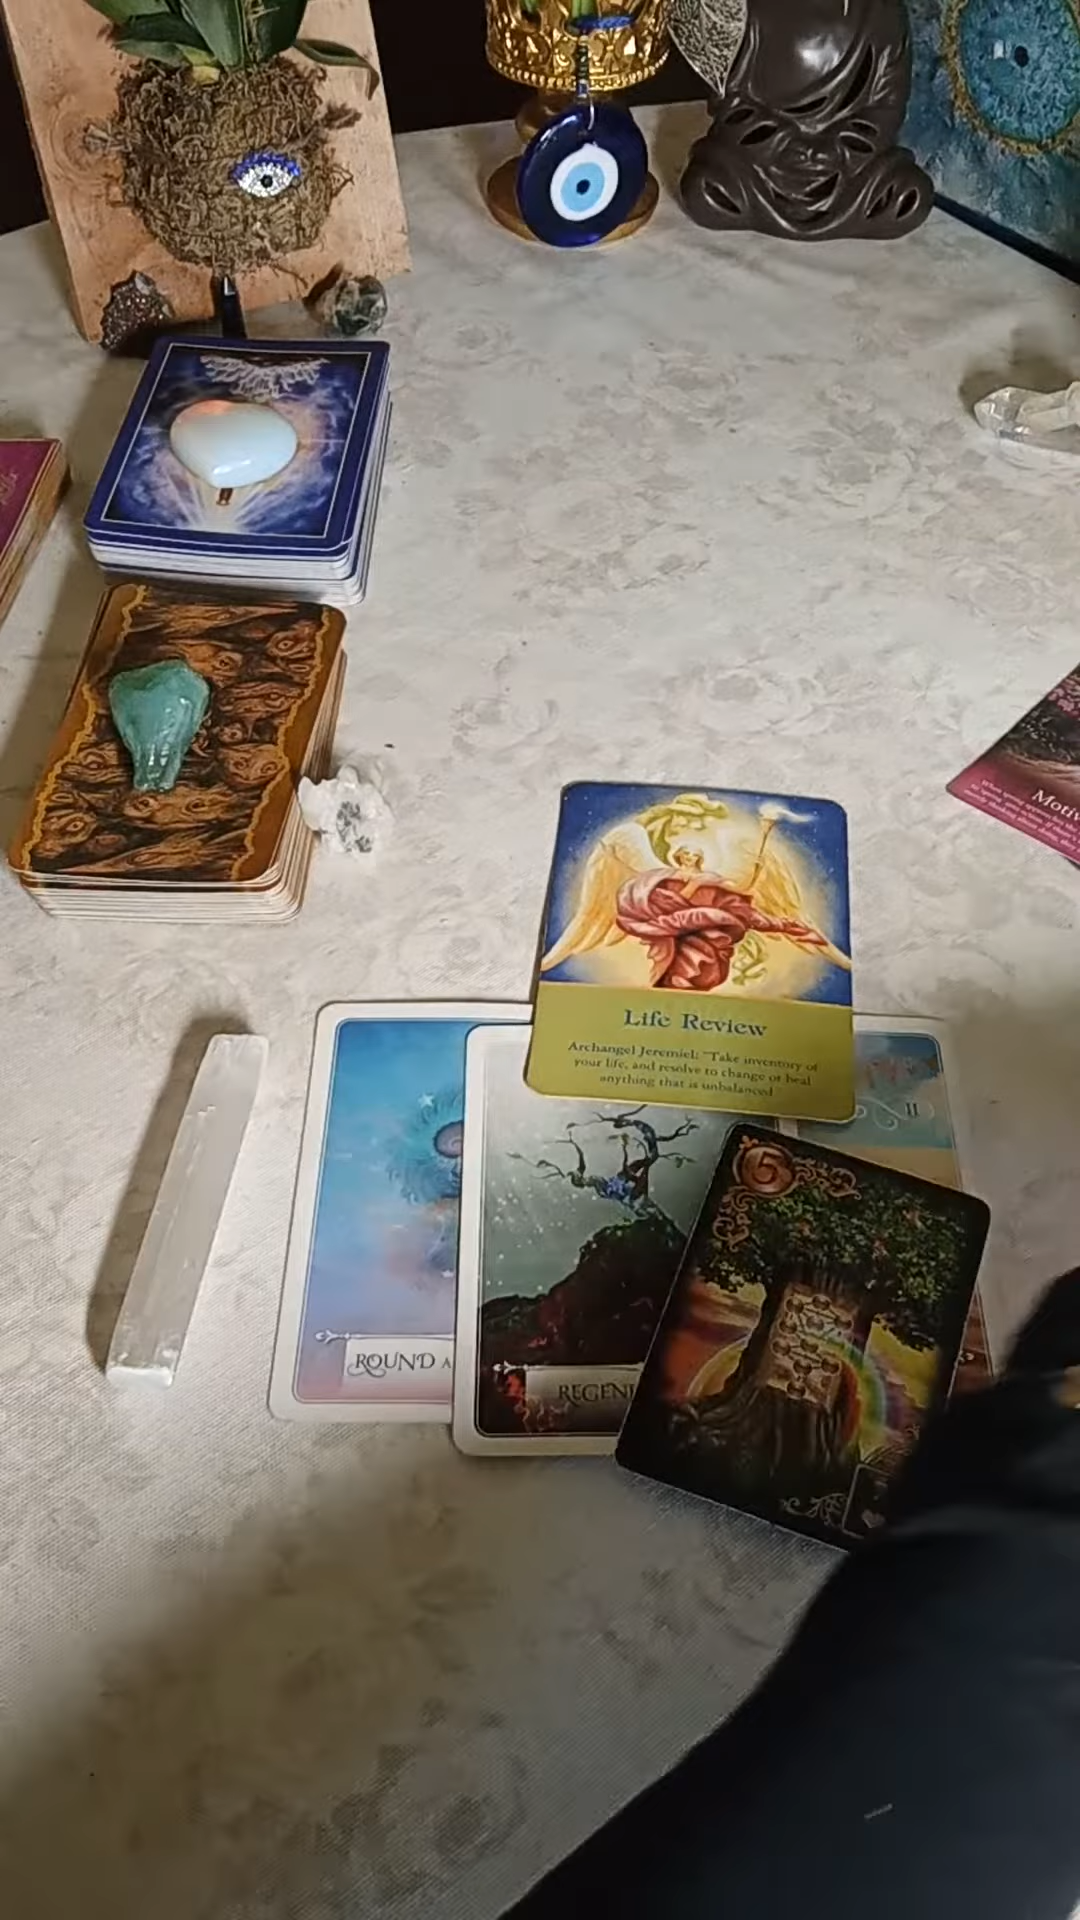 Motiv
Life Review
Archangel Jeremiel: "Take inventory of
your life, and resolve to change or heal
anything that is unbalanced
II
5
ROUND A
REGEN